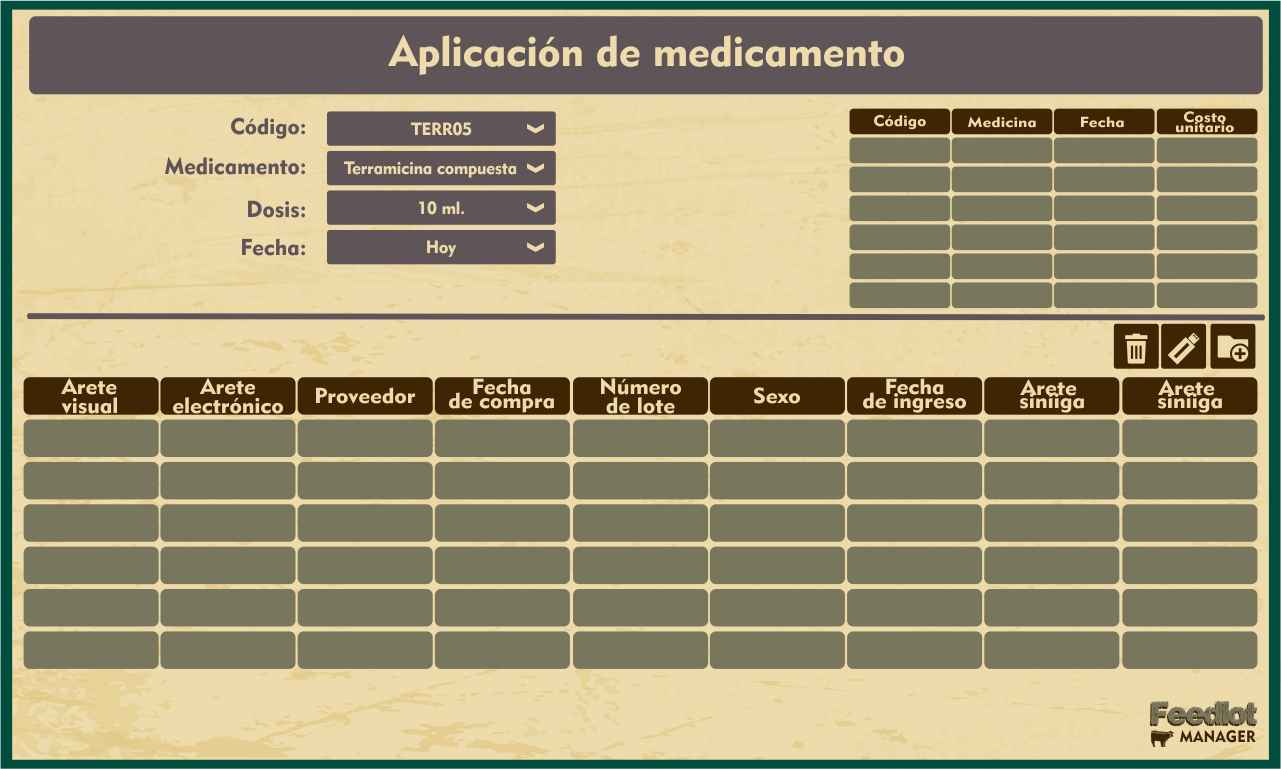 Aplicación de medicamento
Código:
TERR05
Medicamento:
Terramicina compuesta
Dosis:
10 ml.
Fecha:
Hoy
Código
Medicina
Fecha
Costo
unitario
Arete
visual
Arete
electrónico
Proveedor
Fecha
de compra
Número
de lote
Sexo
Fecha
de ingreso
Arete
siniiga
Arete
siniiga
Feedlot
MANAGER